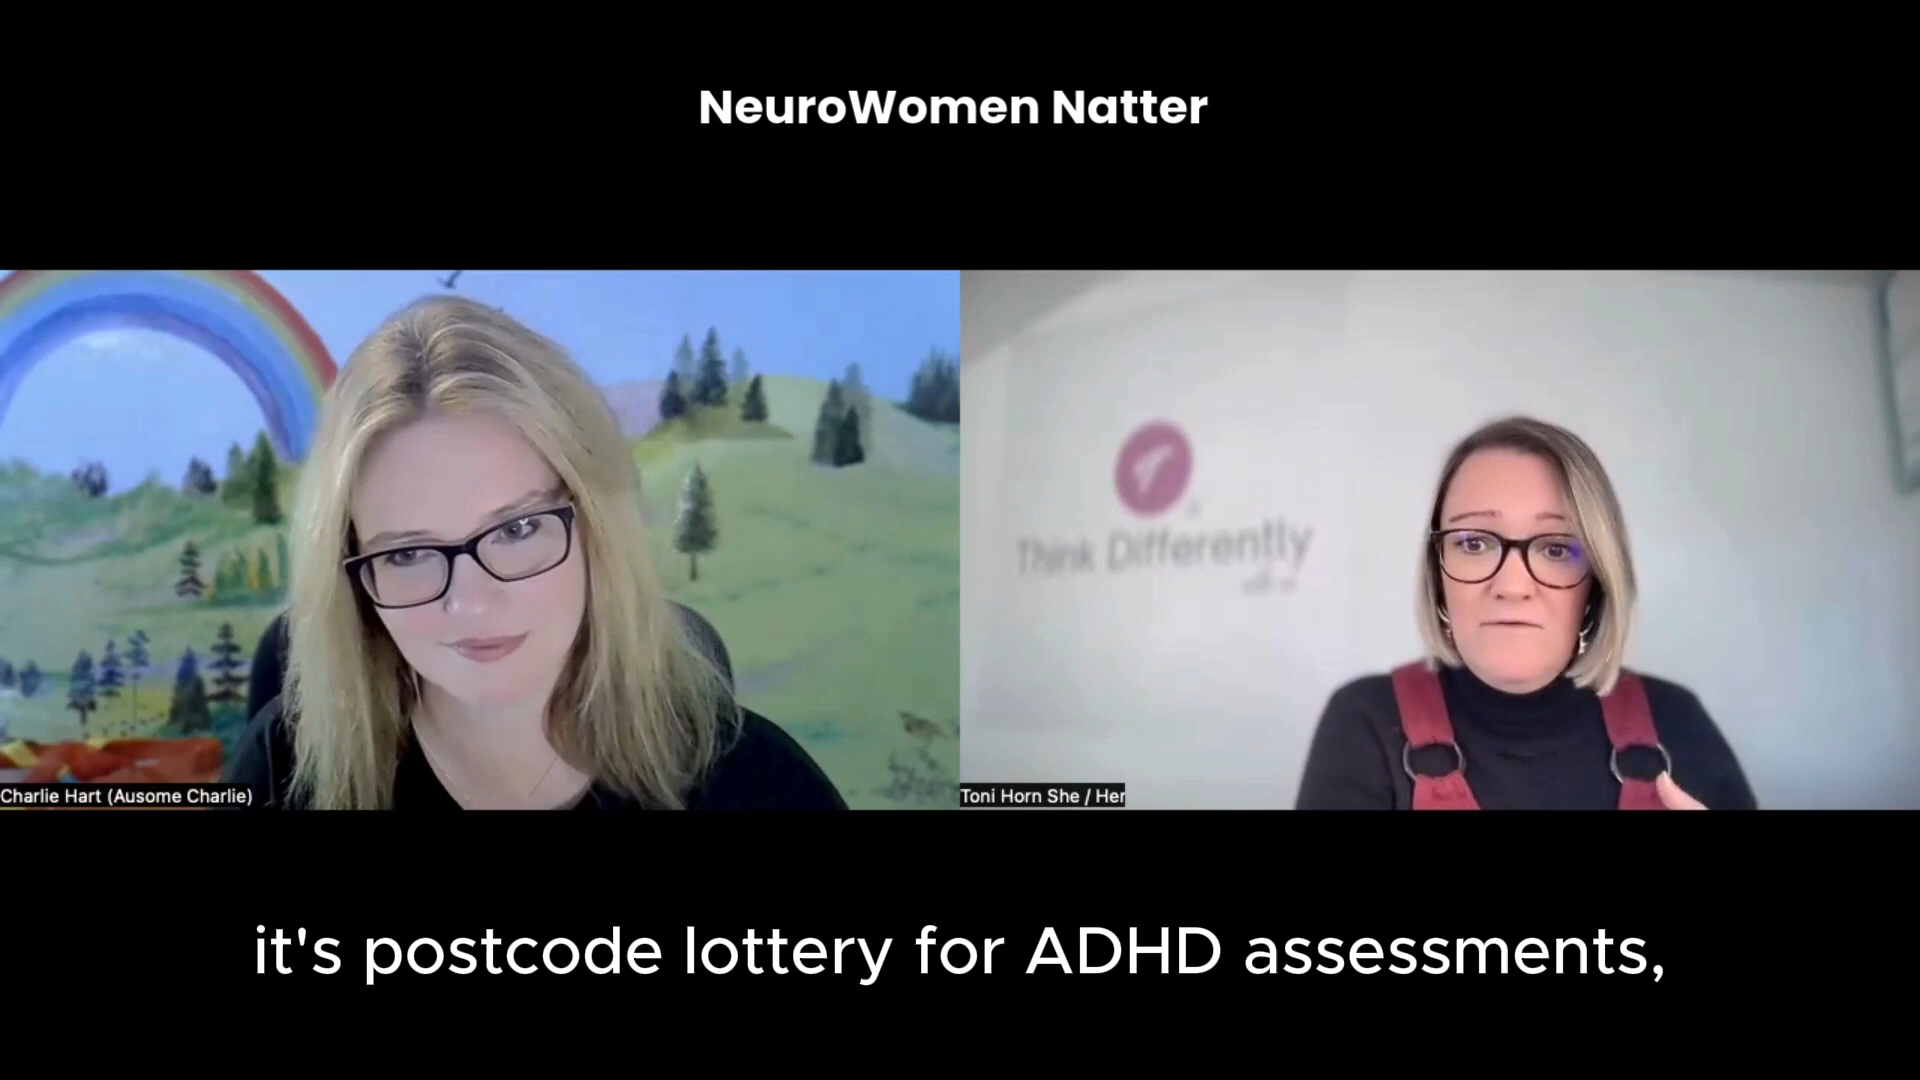 NeuroWomen Natter
Think Differently
Charlie Hart (Ausome Charlie)
Toni Horn She / Her
it's postcode lottery for ADHD assessments,